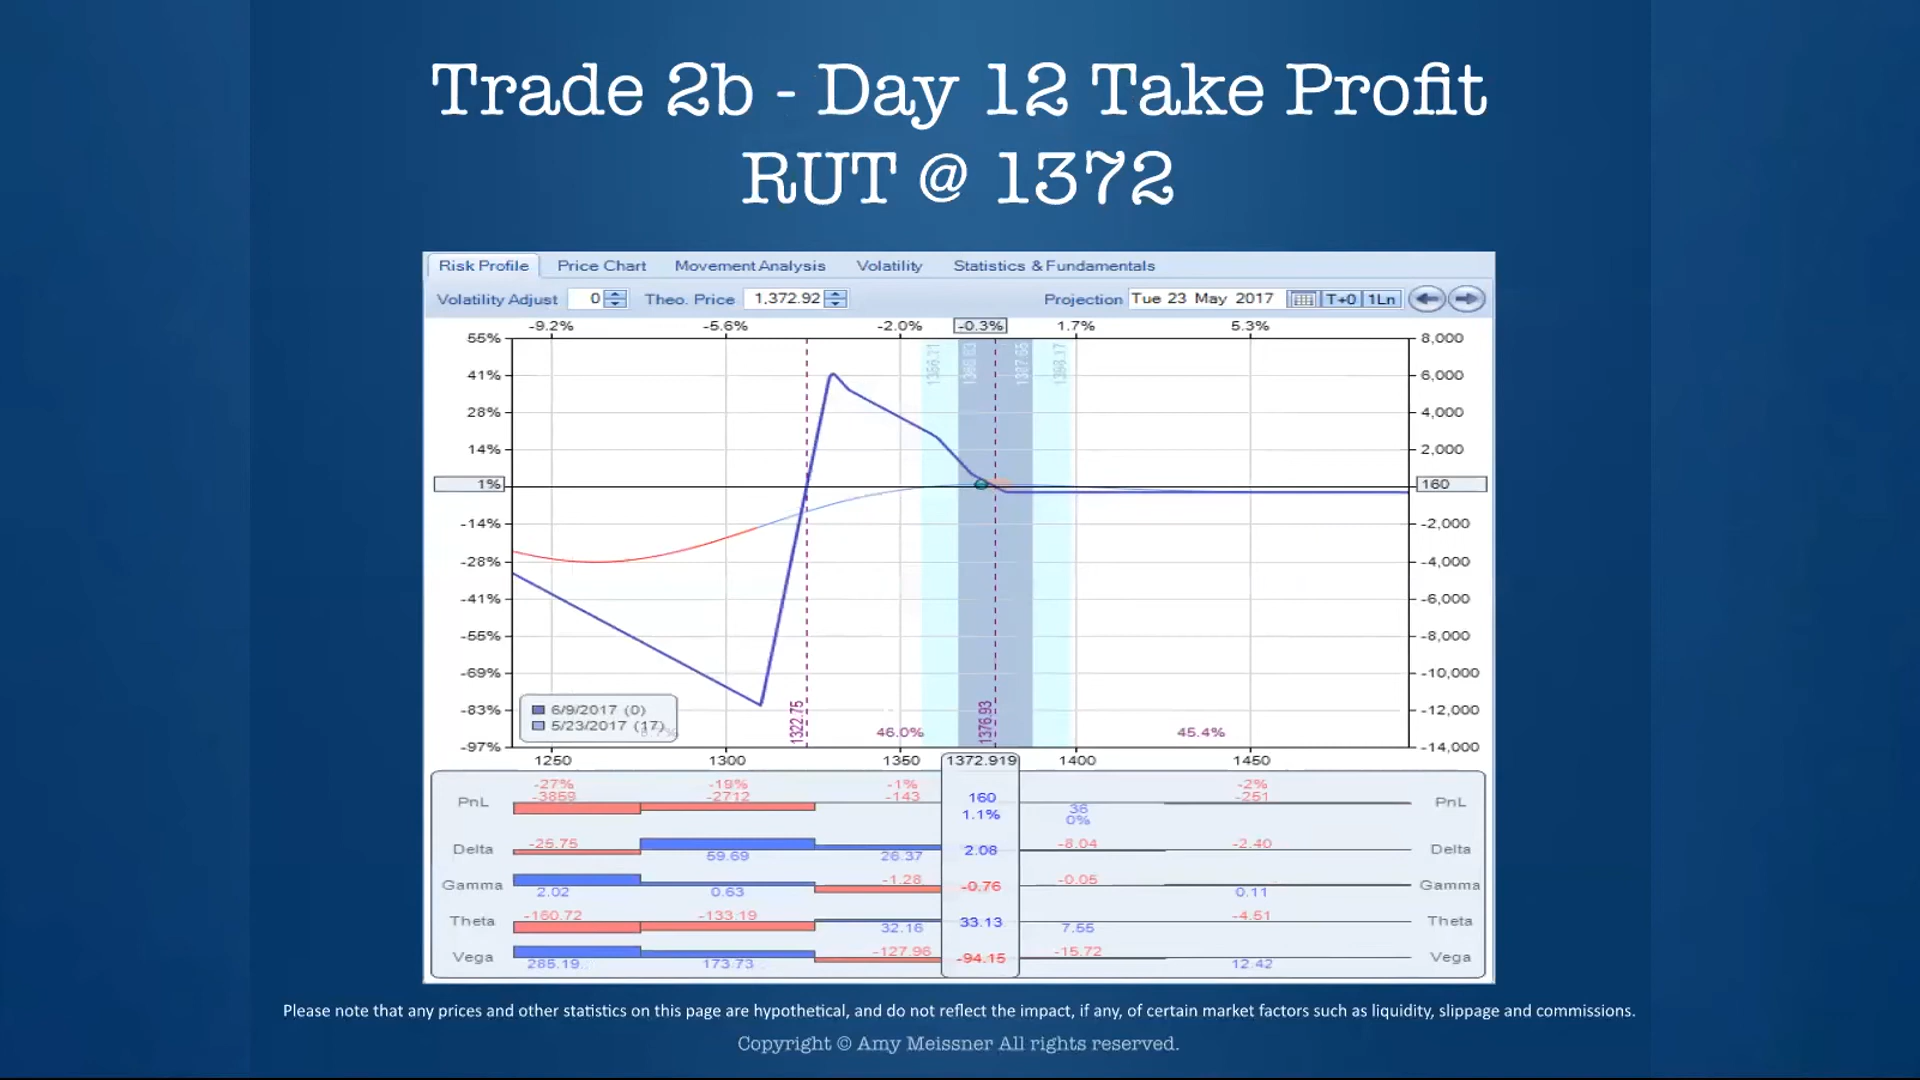 Trade 2b - Day 12 Take Profit
RUT @ 1372
Risk Profile Price Chart Movement Analysis Volatility Statistics & Fundamentals
Volatility Adjust 0 Theo. Price 1,372.92 Projection Tue 23 May 2017 T+0 1Ln
-9.2% -5.6% -2.0% -0.3% 1.7% 5.3%
55% 8,000
41% 6,000
28% 4,000
14% 2,000
1% 160
-14% -2,000
-28% -4,000
-41% -6,000
-55% -8,000
-69% -10,000
-83% -12,000
-97% -14,000
6/9/2017 (0)
5/23/2017 (17)
1322.75 46.0% 1376.93 45.4%
1250 1300 1350 1372.919 1400 1450
PnL -27% -19% -1% -2% PnL
-3859 -2712 -143 160 36 -251
1.1% 0%
Delta -25.75 59.69 26.37 2.08 -8.04 -2.40 Delta
Gamma 2.02 0.63 -1.28 -0.76 -0.05 0.11 Gamma
Theta -160.72 -133.19 32.16 33.13 7.55 -4.51 Theta
Vega 285.19.. 173.73 -127.96 -94.15 -15.72 12.42 Vega
Please note that any prices and other statistics on this page are hypothetical, and do not reflect the impact, if any, of certain market factors such as liquidity, slippage and commissions.
Copyright © Amy Meissner All rights reserved.